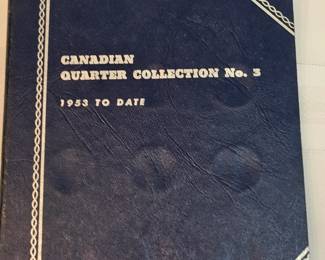 CANADIAN
QUARTER COLLECTION No. 3
1953 TO DATE